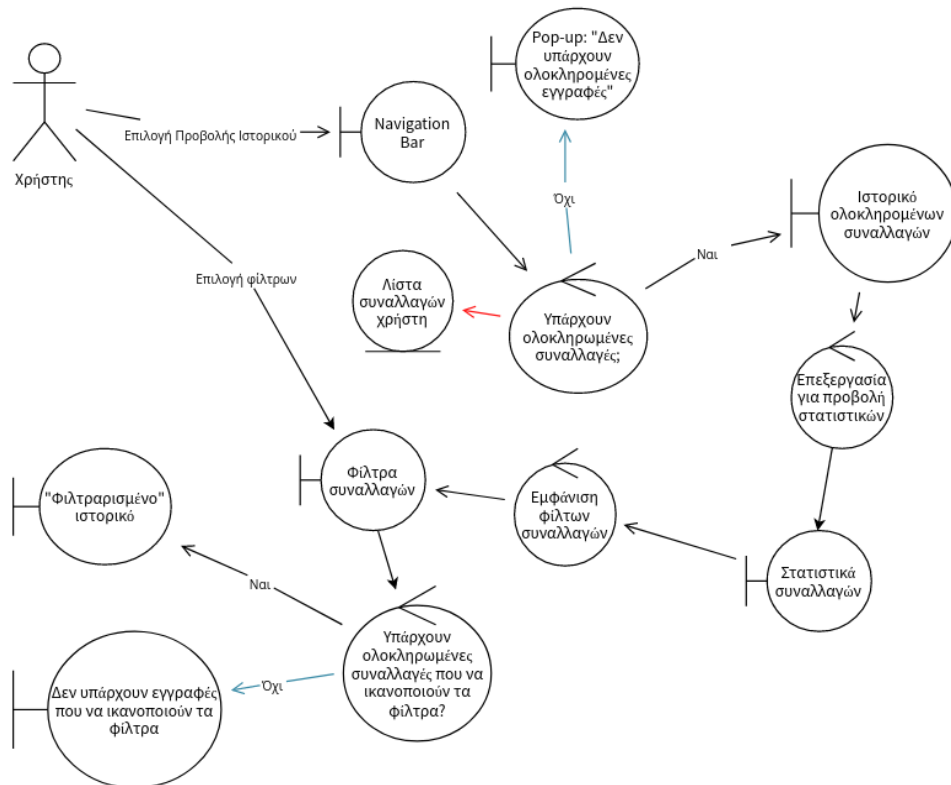 Pop-up: "Δεν
υπάρχουν
ολοκληρομένες
εγγραφές"
Επιλογή Προβολής Ιστορικού
Navigation
Bar
Χρήστης
Όχι
Ιστορικό
ολοκληρομένων
συναλλαγών
Ναι
Επιλογή φίλτρων
Λίστα
συναλλαγών
χρήστη
Υπάρχουν
ολοκληρωμένες
συναλλαγές;
Επεξεργασία
για προβολή
στατιστικών
Φίλτρα
συναλλαγών
"Φιλτραρισμένο"
ιστορικό
Εμφάνιση
φίλτων
συναλλαγών
Στατιστικά
συναλλαγών
Ναι
Υπάρχουν
ολοκληρωμένες
συναλλαγές που να
ικανοποιούν τα
φίλτρα?
Όχι
Δεν υπάρχουν εγγραφές
που να ικανοποιούν τα
φίλτρα